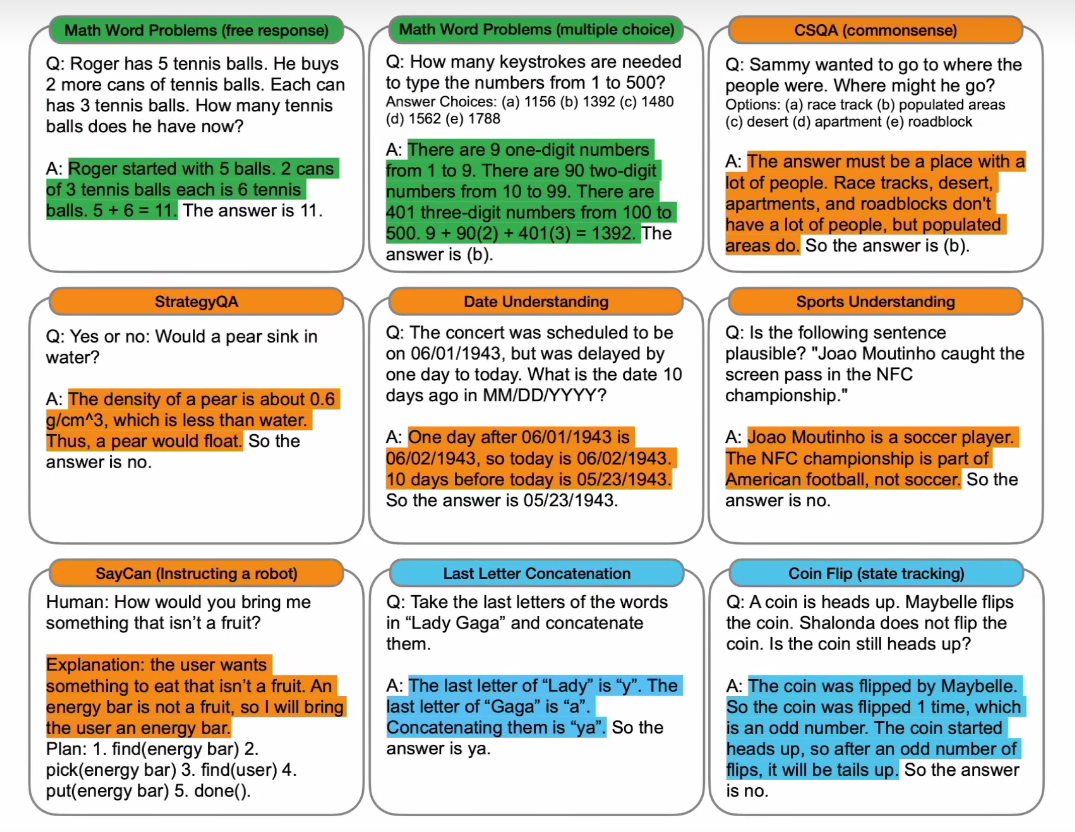 Math Word Problems (free response)
Q: Roger has 5 tennis balls. He buys
2 more cans of tennis balls. Each can
has 3 tennis balls. How many tennis
balls does he have now?
A: Roger started with 5 balls. 2 cans
of 3 tennis balls each is 6 tennis
balls. 5 + 6 = 11. The answer is 11.
Math Word Problems (multiple choice)
Q: How many keystrokes are needed
to type the numbers from 1 to 500?
Answer Choices: (a) 1156 (b) 1392 (c) 1480
(d) 1562 (e) 1788
A: There are 9 one-digit numbers
from 1 to 9. There are 90 two-digit
numbers from 10 to 99. There are
401 three-digit numbers from 100 to
500. 9 + 90(2) + 401(3) = 1392. The
answer is (b).
CSQA (commonsense)
Q: Sammy wanted to go to where the
people were. Where might he go?
Options: (a) race track (b) populated areas
(c) desert (d) apartment (e) roadblock
A: The answer must be a place with a
lot of people. Race tracks, desert,
apartments, and roadblocks don't
have a lot of people, but populated
areas do. So the answer is (b).
StrategyQA
Q: Yes or no: Would a pear sink in
water?
A: The density of a pear is about 0.6
g/cm^3, which is less than water.
Thus, a pear would float. So the
answer is no.
Date Understanding
Q: The concert was scheduled to be
on 06/01/1943, but was delayed by
one day to today. What is the date 10
days ago in MM/DD/YYYY?
A: One day after 06/01/1943 is
06/02/1943, so today is 06/02/1943.
10 days before today is 05/23/1943.
So the answer is 05/23/1943.
Sports Understanding
Q: Is the following sentence
plausible? "Joao Moutinho caught the
screen pass in the NFC
championship."
A: Joao Moutinho is a soccer player.
The NFC championship is part of
American football, not soccer. So the
answer is no.
SayCan (Instructing a robot)
Human: How would you bring me
something that isn’t a fruit?
Explanation: the user wants
something to eat that isn’t a fruit. An
energy bar is not a fruit, so I will bring
the user an energy bar.
Plan: 1. find(energy bar) 2.
pick(energy bar) 3. find(user) 4.
put(energy bar) 5. done().
Last Letter Concatenation
Q: Take the last letters of the words
in “Lady Gaga” and concatenate
them.
A: The last letter of “Lady” is “y”. The
last letter of “Gaga” is “a”.
Concatenating them is “ya”. So the
answer is ya.
Coin Flip (state tracking)
Q: A coin is heads up. Maybelle flips
the coin. Shalonda does not flip the
coin. Is the coin still heads up?
A: The coin was flipped by Maybelle.
So the coin was flipped 1 time, which
is an odd number. The coin started
heads up, so after an odd number of
flips, it will be tails up. So the answer
is no.